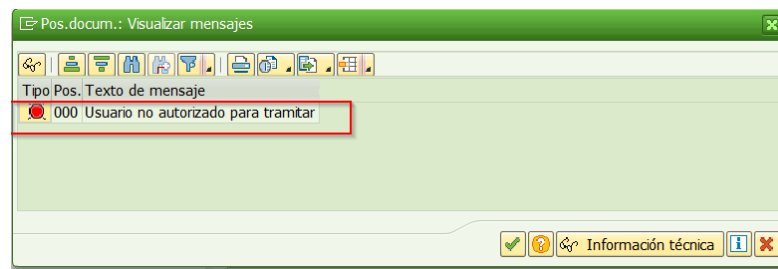 Pos.docum.: Visualizar mensajes
Tipo Pos. Texto de mensaje
000 Usuario no autorizado para tramitar
Información técnica